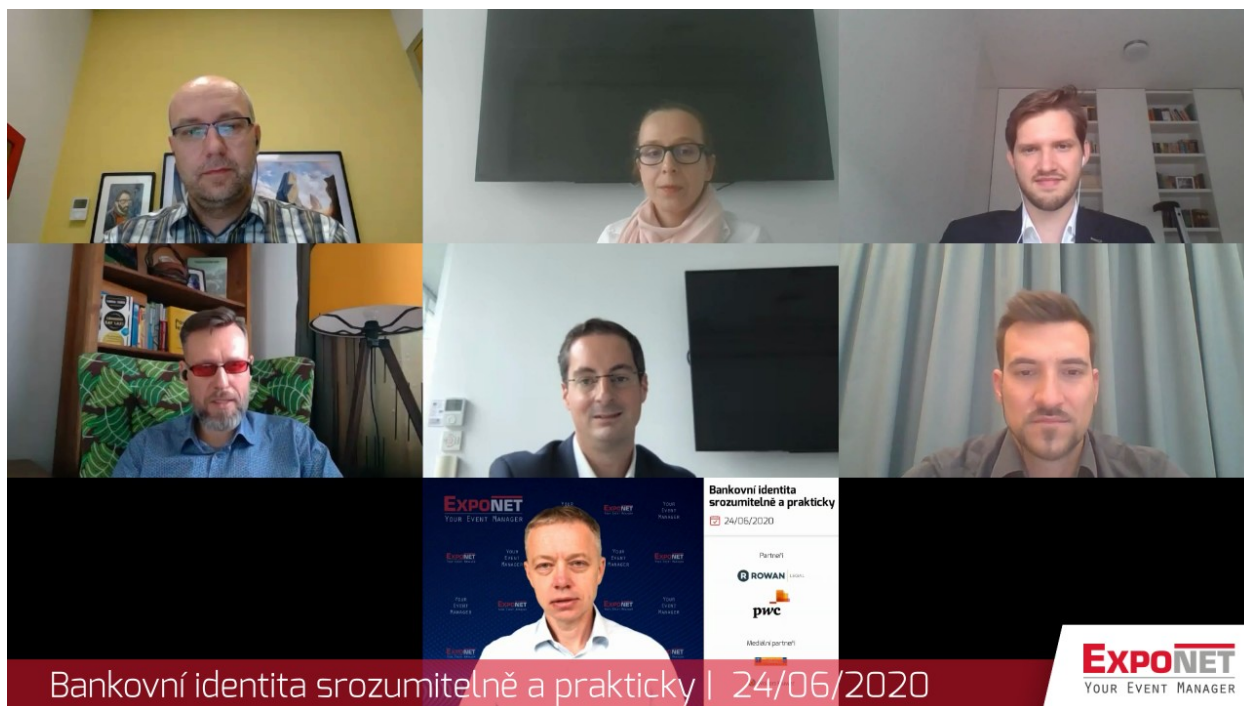 EXPONET
YOUR EVENT MANAGER
Bankovní identita
srozumitelně a prakticky
24/06/2020
Partneři
ROWAN LEGAL
pwc
Mediální partneři
Bankovní identita srozumitelně a prakticky | 24/06/2020
EXPONET
YOUR EVENT MANAGER